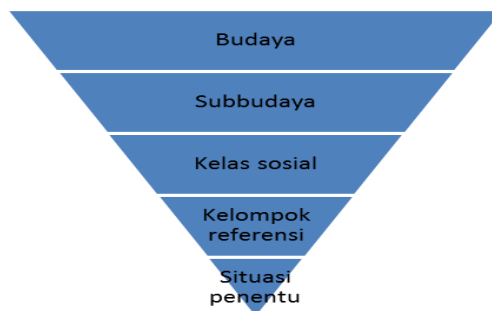 Budaya
Subbudaya
Kelas sosial
Kelompok
referensi
Situasi
penentu